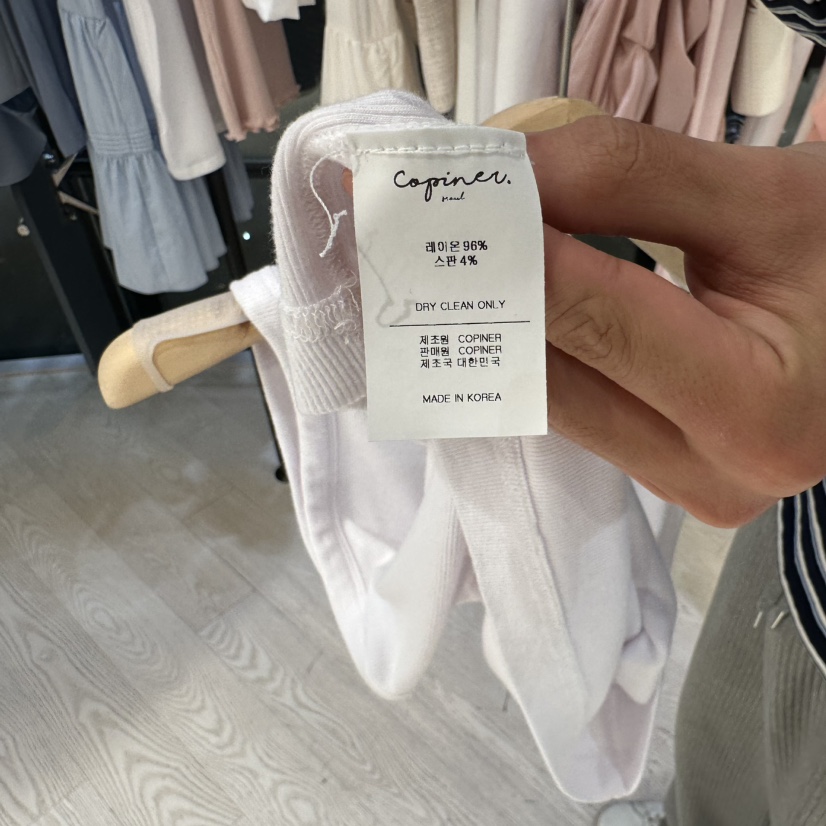 Copiner.
레이온 96%
스판 4%
DRY CLEAN ONLY
제조원 COPINER
판매원 COPINER
제조국 대한민국
MADE IN KOREA